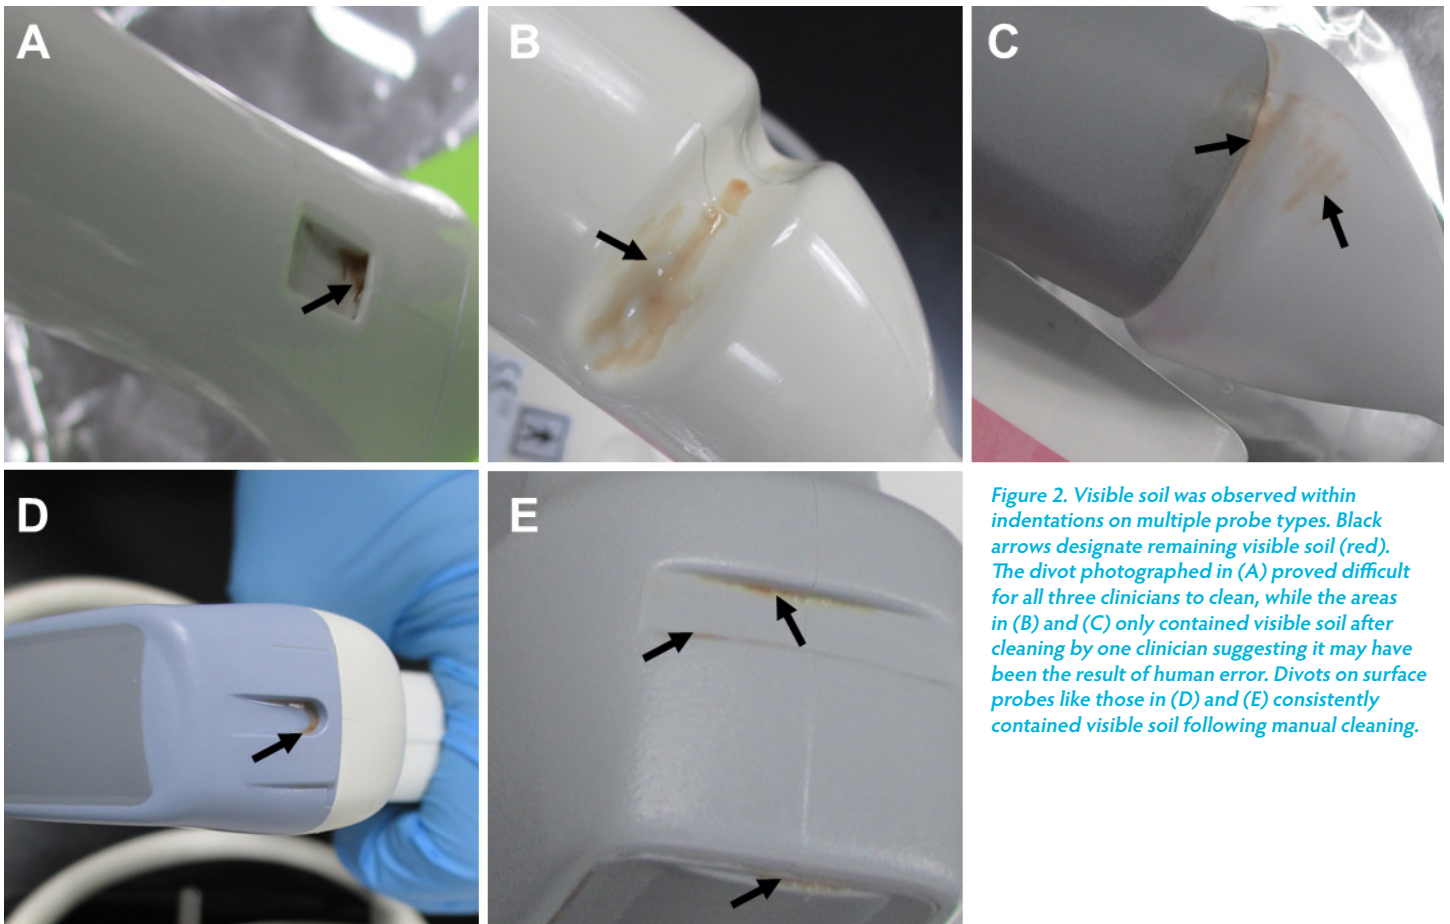 A
B
C
D
E
Figure 2. Visible soil was observed within
indentations on multiple probe types. Black
arrows designate remaining visible soil (red).
The divot photographed in (A) proved difficult
for all three clinicians to clean, while the areas
in (B) and (C) only contained visible soil after
cleaning by one clinician suggesting it may have
been the result of human error. Divots on surface
probes like those in (D) and (E) consistently
contained visible soil following manual cleaning.